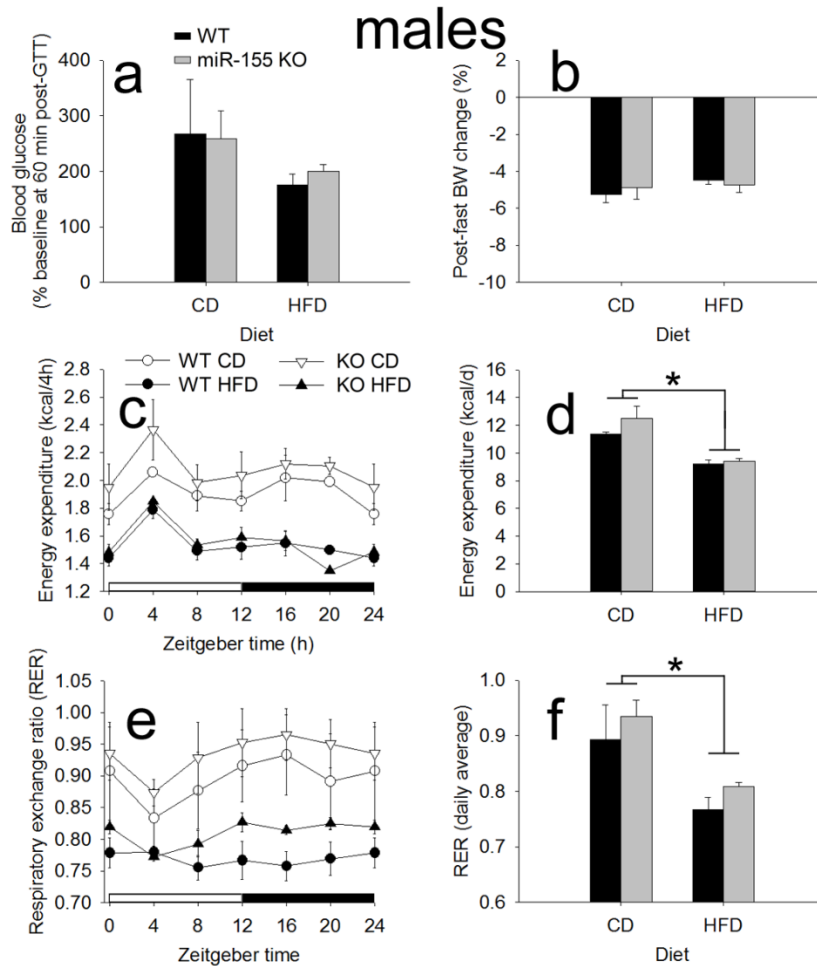 males
WT
miR-155 KO
a
Blood glucose
(% baseline at 60 min post-GTT)
400
300
200
100
0
CD
HFD
Diet
b
Post-fast BW change (%)
2
0
-2
-4
-6
-8
-10
CD
HFD
Diet
WT CD
KO CD
WT HFD
KO HFD
c
Energy expenditure (kcal/4h)
2.8
2.6
2.4
2.2
2.0
1.8
1.6
1.4
1.2
0
4
8
12
16
20
24
Zeitgeber time (h)
d
*
Energy expenditure (kcal/d)
16
14
12
10
8
6
4
2
0
CD
HFD
e
Respiratory exchange ratio (RER)
1.05
1.00
0.95
0.90
0.85
0.80
0.75
0.70
0
4
8
12
16
20
24
Zeitgeber time
f
*
RER (daily average)
1.0
0.9
0.8
0.7
0.6
CD
HFD
Diet